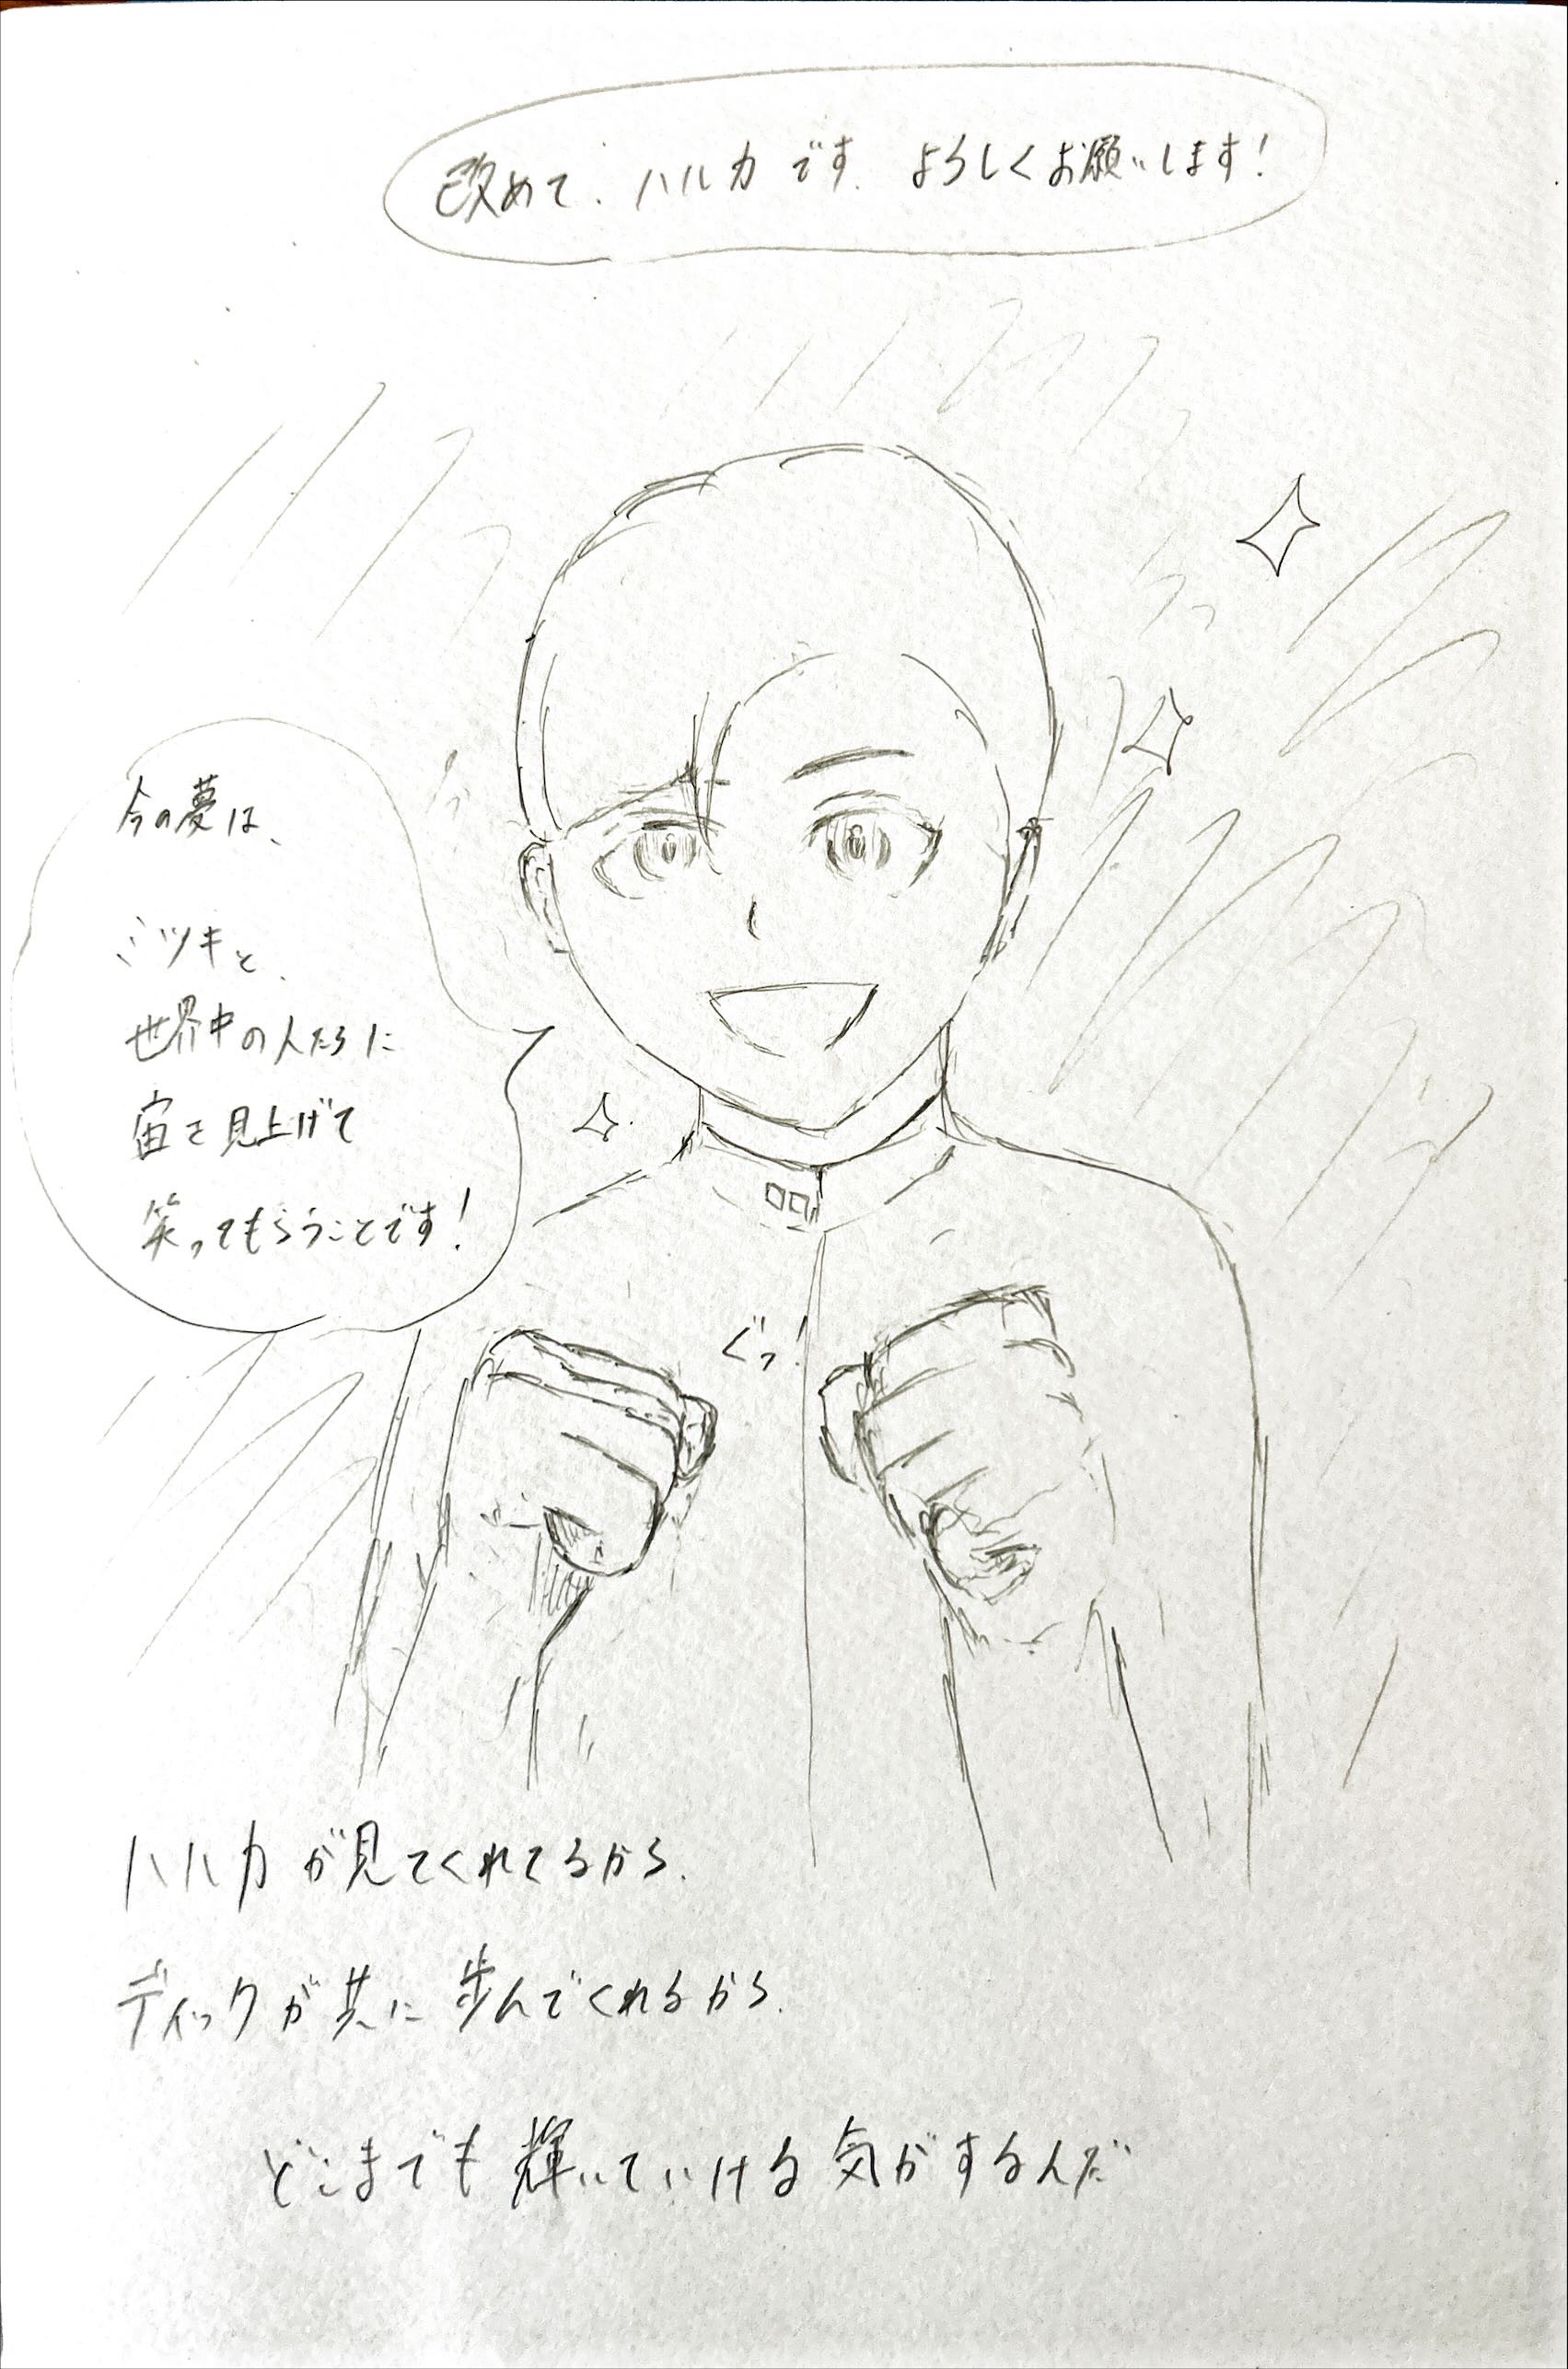 改めて、ハルカです。よろしくお願いします!
今の夢は、
ミツキと、
世界中の人たちに
宙を見上げて
笑ってもらうことです!
ぐっ!
ハルカが見てくれてるから、
ディックが共に歩んでくれるから、
どこまでも輝いていける気がするんだ